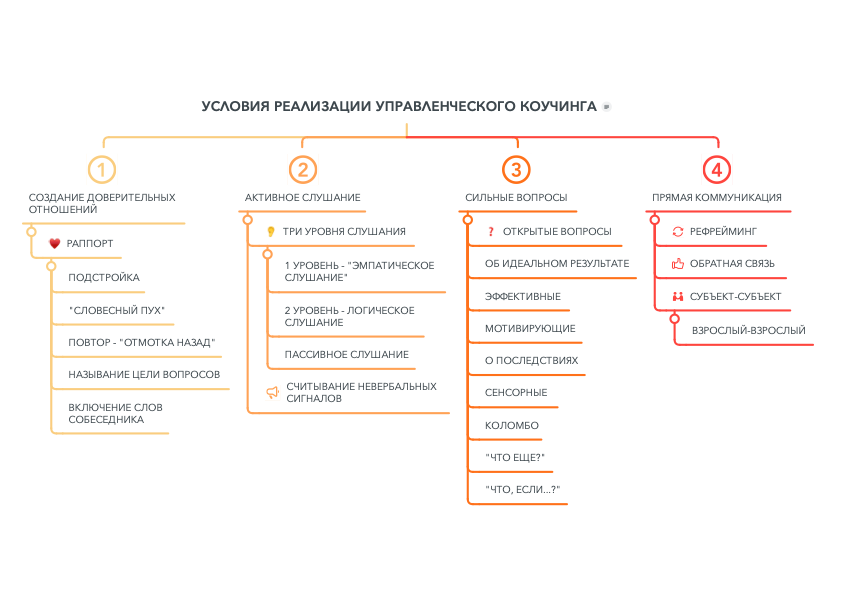 УСЛОВИЯ РЕАЛИЗАЦИИ УПРАВЛЕНЧЕСКОГО КОУЧИНГА
1
СОЗДАНИЕ ДОВЕРИТЕЛЬНЫХ
ОТНОШЕНИЙ
РАППОРТ
ПОДСТРОЙКА
"СЛОВЕСНЫЙ ПУХ"
ПОВТОР - "ОТМОТКА НАЗАД"
НАЗЫВАНИЕ ЦЕЛИ ВОПРОСОВ
ВКЛЮЧЕНИЕ СЛОВ
СОБЕСЕДНИКА
2
АКТИВНОЕ СЛУШАНИЕ
ТРИ УРОВНЯ СЛУШАНИЯ
1 УРОВЕНЬ - "ЭМПАТИЧЕСКОЕ
СЛУШАНИЕ"
2 УРОВЕНЬ - ЛОГИЧЕСКОЕ
СЛУШАНИЕ
ПАССИВНОЕ СЛУШАНИЕ
СЧИТЫВАНИЕ НЕВЕРБАЛЬНЫХ
СИГНАЛОВ
3
СИЛЬНЫЕ ВОПРОСЫ
? ОТКРЫТЫЕ ВОПРОСЫ
ОБ ИДЕАЛЬНОМ РЕЗУЛЬТАТЕ
ЭФФЕКТИВНЫЕ
МОТИВИРУЮЩИЕ
О ПОСЛЕДСТВИЯХ
СЕНСОРНЫЕ
КОЛОМБО
"ЧТО ЕЩЕ?"
"ЧТО, ЕСЛИ...?"
4
ПРЯМАЯ КОММУНИКАЦИЯ
РЕФРЕЙМИНГ
ОБРАТНАЯ СВЯЗЬ
СУБЪЕКТ-СУБЪЕКТ
ВЗРОСЛЫЙ-ВЗРОСЛЫЙ